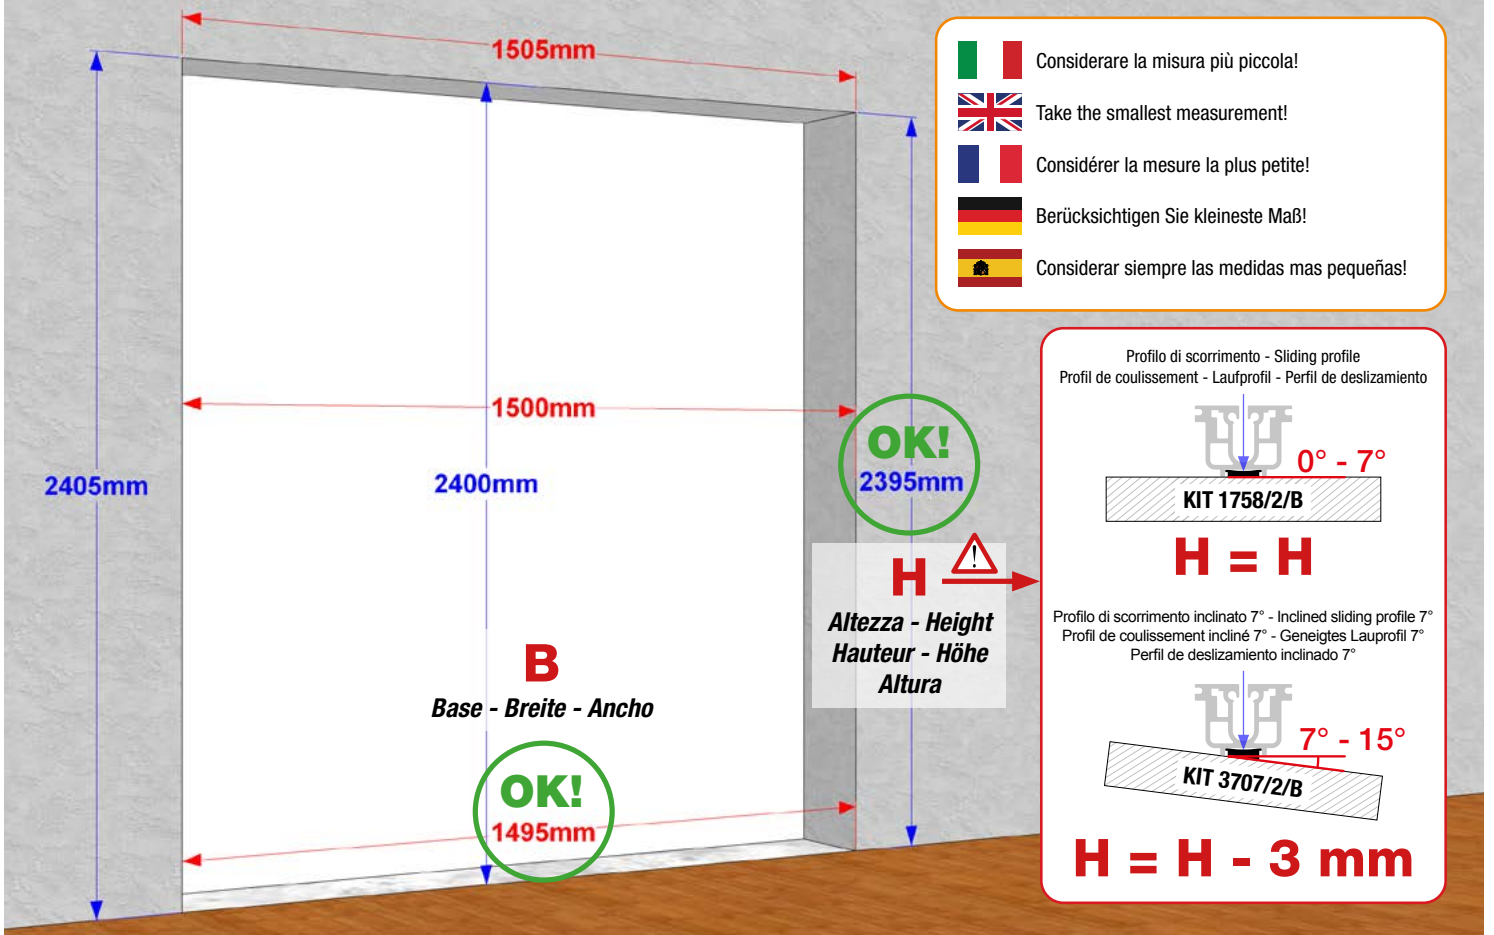 1505mm
Considerare la misura più piccola!
Take the smallest measurement!
Considérer la mesure la plus petite!
Berücksichtigen Sie kleineste Maß!
Considerar siempre las medidas mas pequeñas!
1500mm
2405mm
2400mm
OK!
2395mm
H
!
Altezza - Height
Hauteur - Höhe
Altura
B
Base - Breite - Ancho
OK!
1495mm
Profilo di scorrimento - Sliding profile
Profil de coulissement - Laufprofil - Perfil de deslizamiento
0° - 7°
KIT 1758/2/B
H = H
Profilo di scorrimento inclinato 7° - Inclined sliding profile 7°
Profil de coulissement incliné 7° - Geneigtes Lauprofil 7°
Perfil de deslizamiento inclinado 7°
7° - 15°
KIT 3707/2/B
H = H - 3 mm